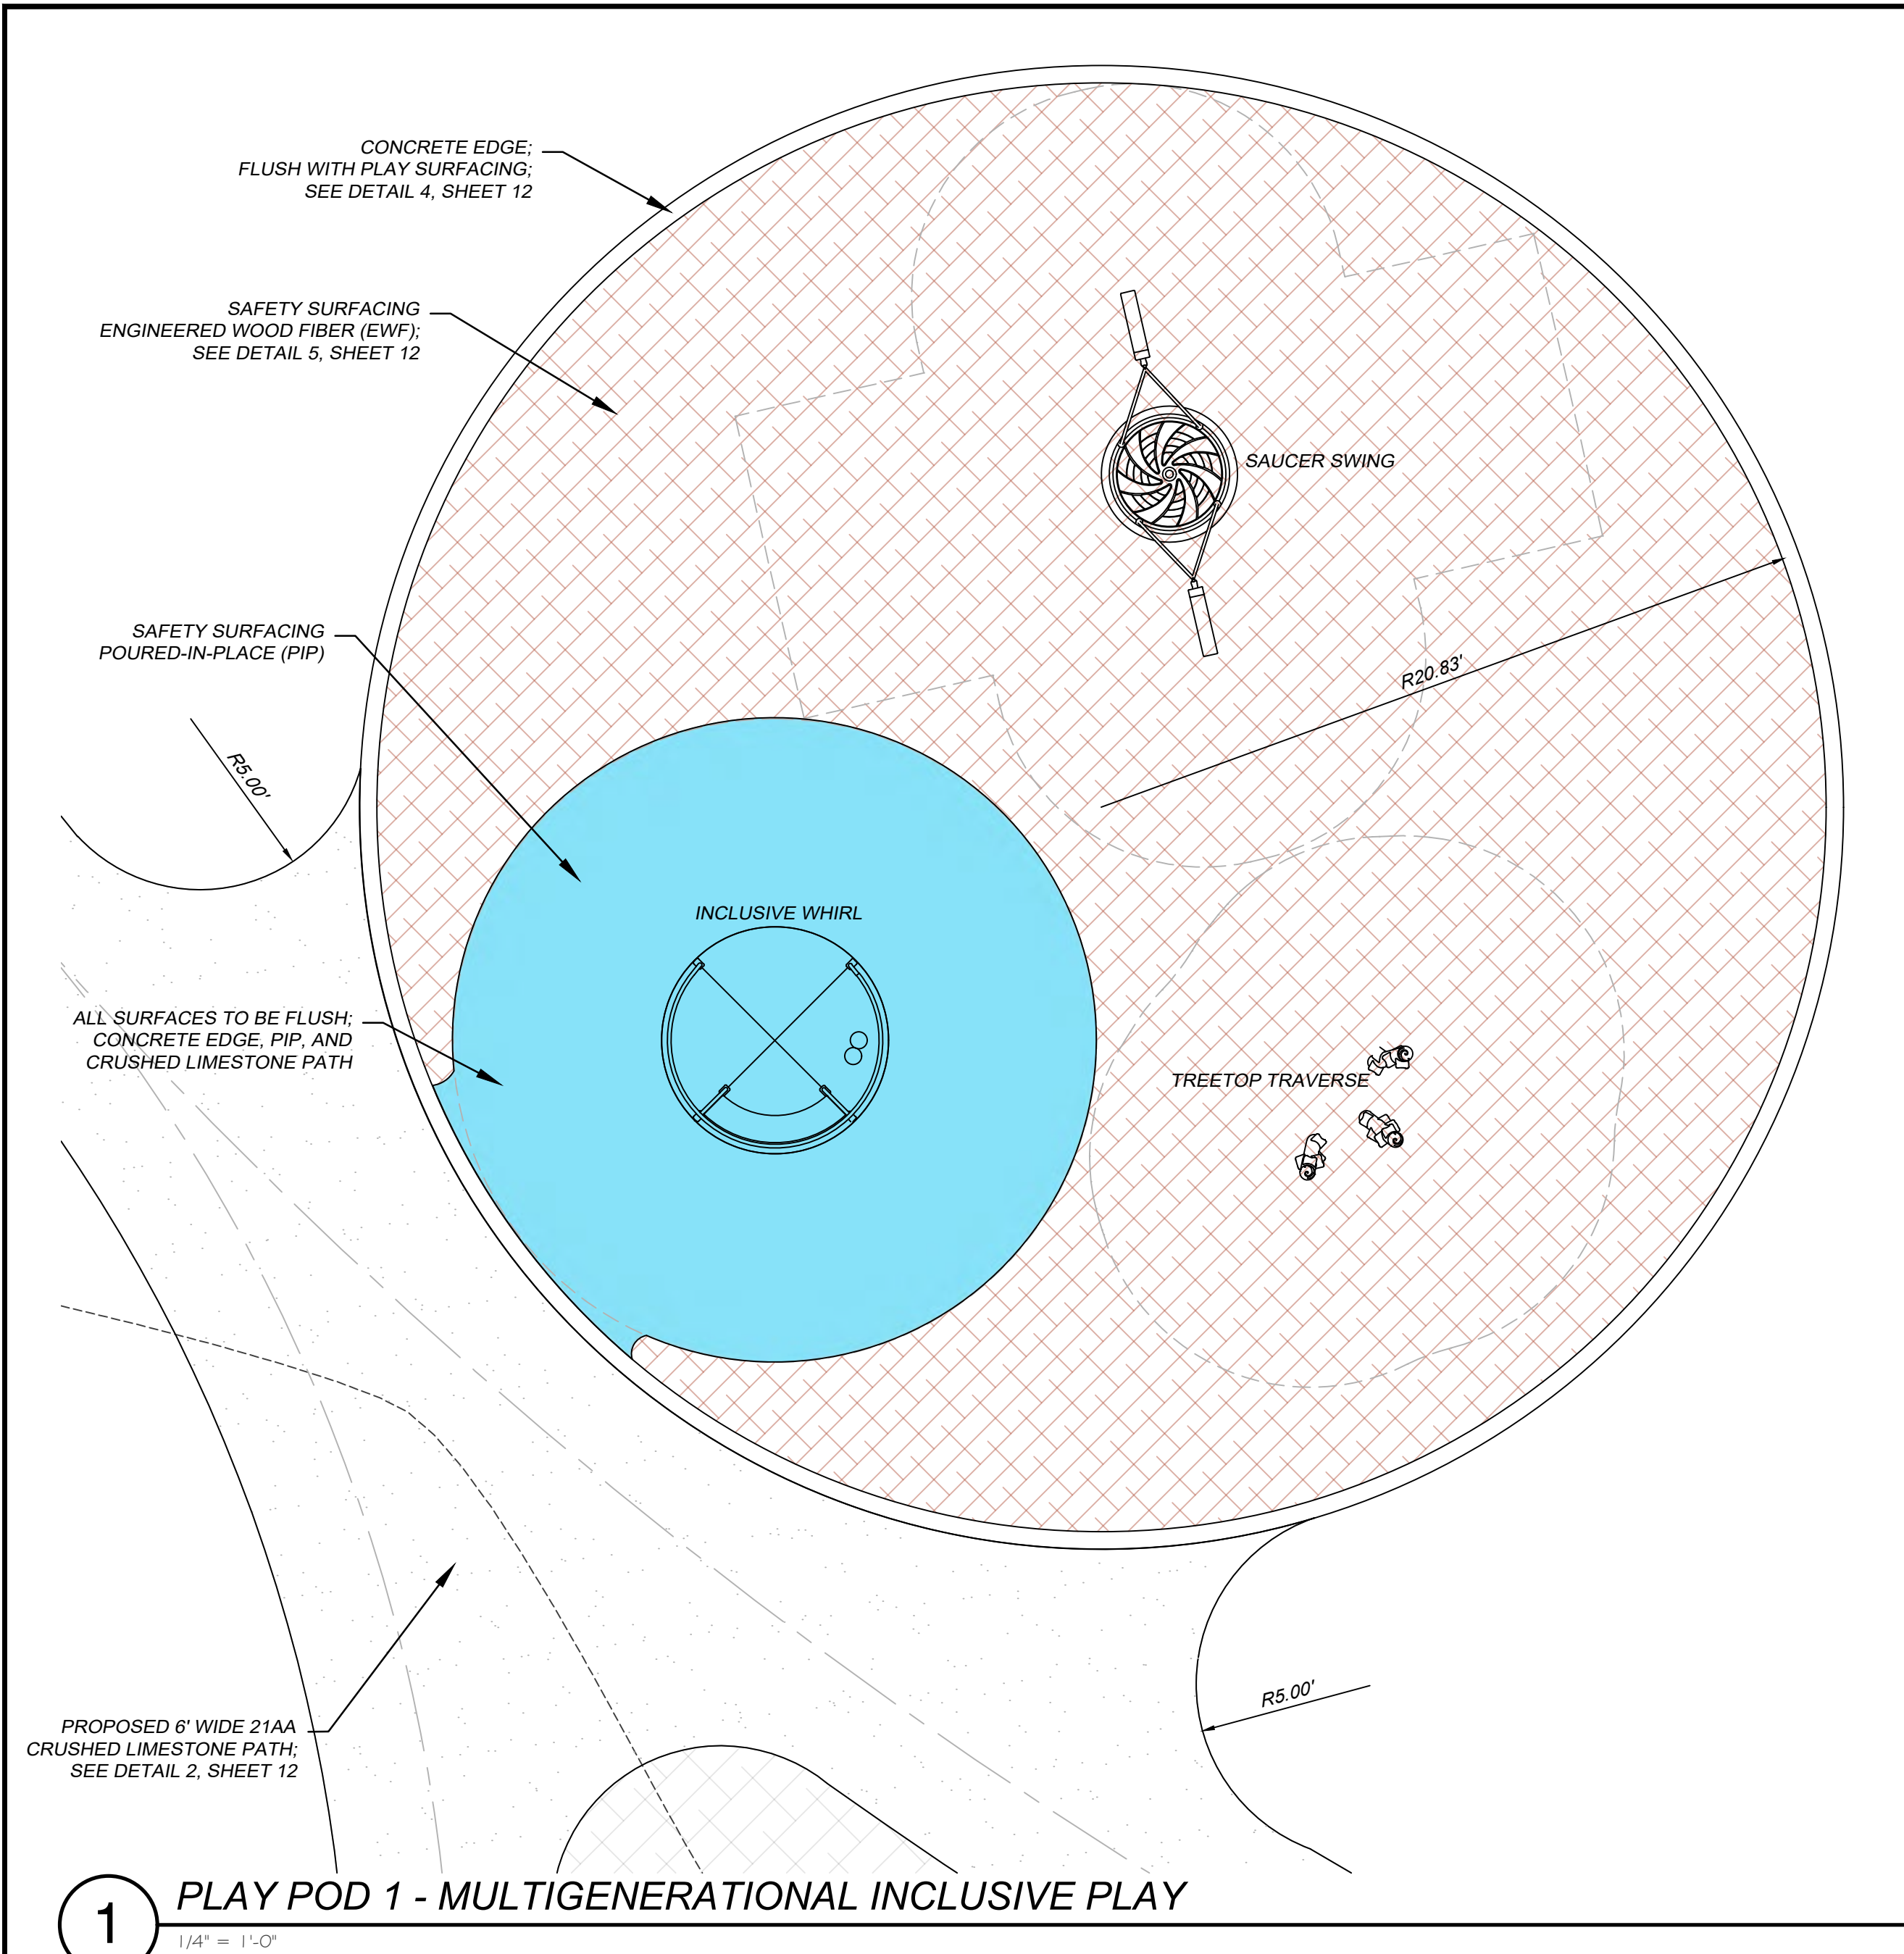 CONCRETE EDGE;
FLUSH WITH PLAY SURFACING;
SEE DETAIL 4, SHEET 12
SAFETY SURFACING
ENGINEERED WOOD FIBER (EWF);
SEE DETAIL 5, SHEET 12
SAUCER SWING
SAFETY SURFACING
POURED-IN-PLACE (PIP)
R20.83'
R5.00'
INCLUSIVE WHIRL
ALL SURFACES TO BE FLUSH;
CONCRETE EDGE, PIP, AND
CRUSHED LIMESTONE PATH
TREETOP TRAVERSE
R5.00'
PROPOSED 6' WIDE 21AA
CRUSHED LIMESTONE PATH;
SEE DETAIL 2, SHEET 12
1
PLAY POD 1 - MULTIGENERATIONAL INCLUSIVE PLAY
1/4" = 1'-0"